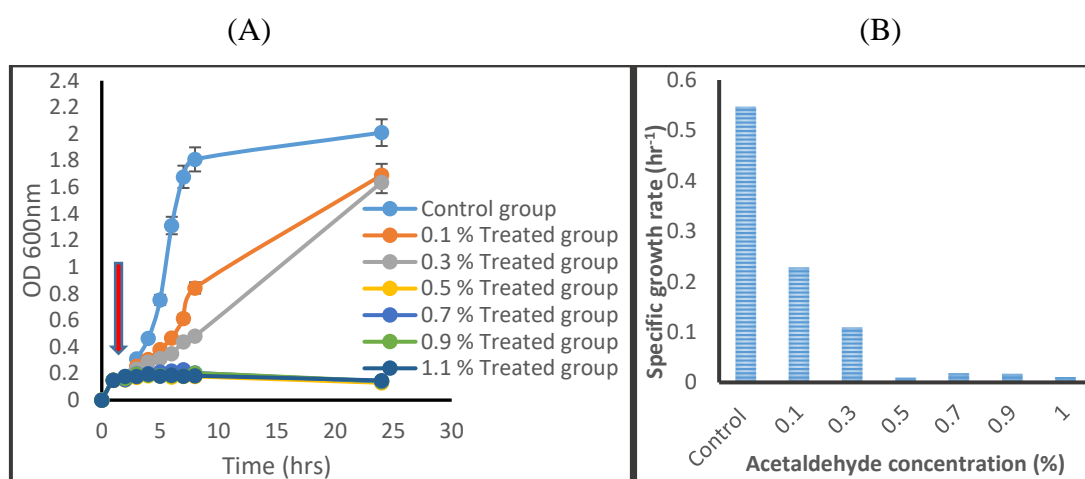 (A)
(B)
2.4
2.2
2
1.8
1.6
1.4
1.2
1
0.8
0.6
0.4
0.2
0
OD 600nm
0
5
10
15
20
25
30
Time (hrs)
Control group
0.1 % Treated group
0.3 % Treated group
0.5 % Treated group
0.7 % Treated group
0.9 % Treated group
1.1 % Treated group
0.6
0.5
0.4
0.3
0.2
0.1
0
Specific growth rate (hr-1)
Control
0.1
0.3
0.5
0.7
0.9
1
Acetaldehyde concentration (%)